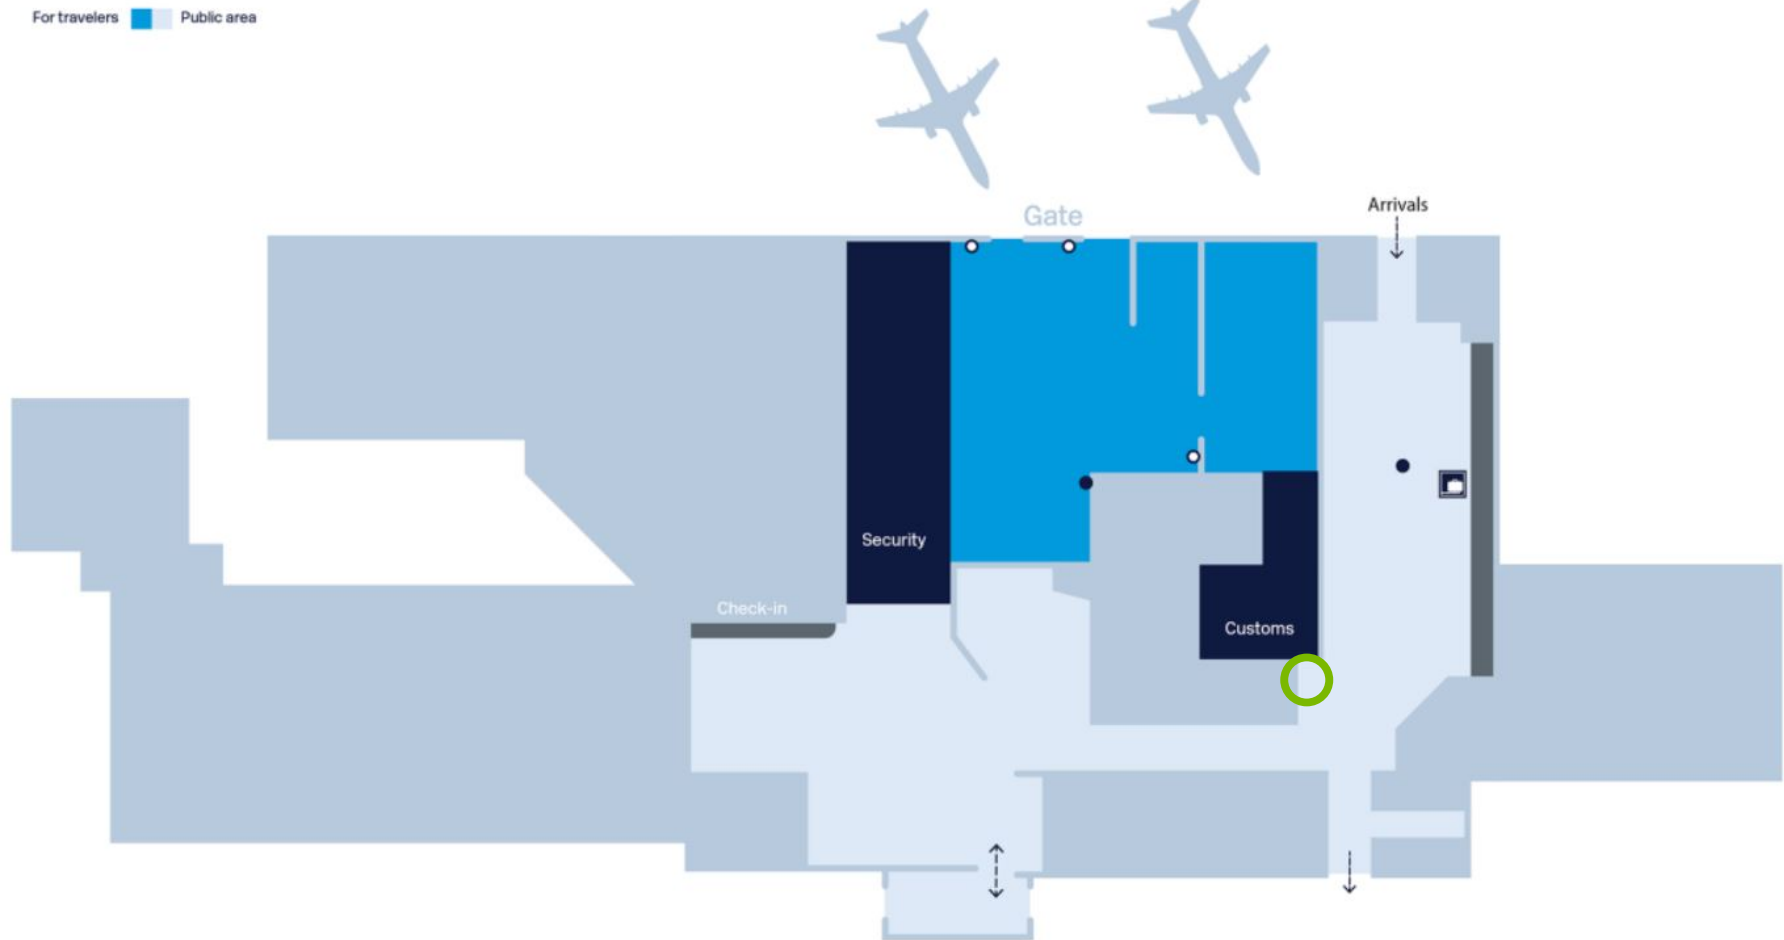 For travelers Public area
Gate
Arrivals
Security
Check-in
Customs